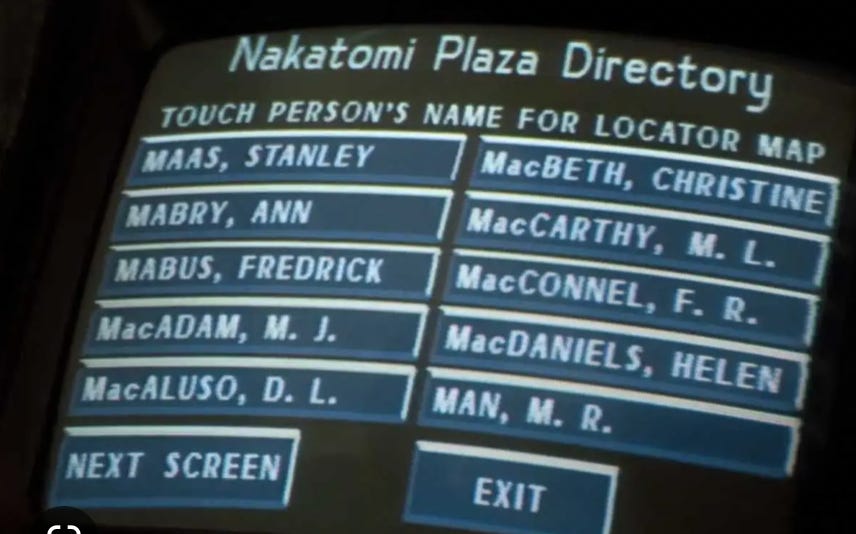 Nakatomi Plaza Directory
TOUCH PERSON'S NAME FOR LOCATOR MAP
MAAS, STANLEY
MABRY, ANN
MABUS, FREDRICK
MacADAM, M. J.
MacALUSO, D. L.
MacBETH, CHRISTINE
MacCARTHY, M. L.
MacCONNEL, F. R.
MacDANIELS, HELEN
MAN, M. R.
NEXT SCREEN
EXIT